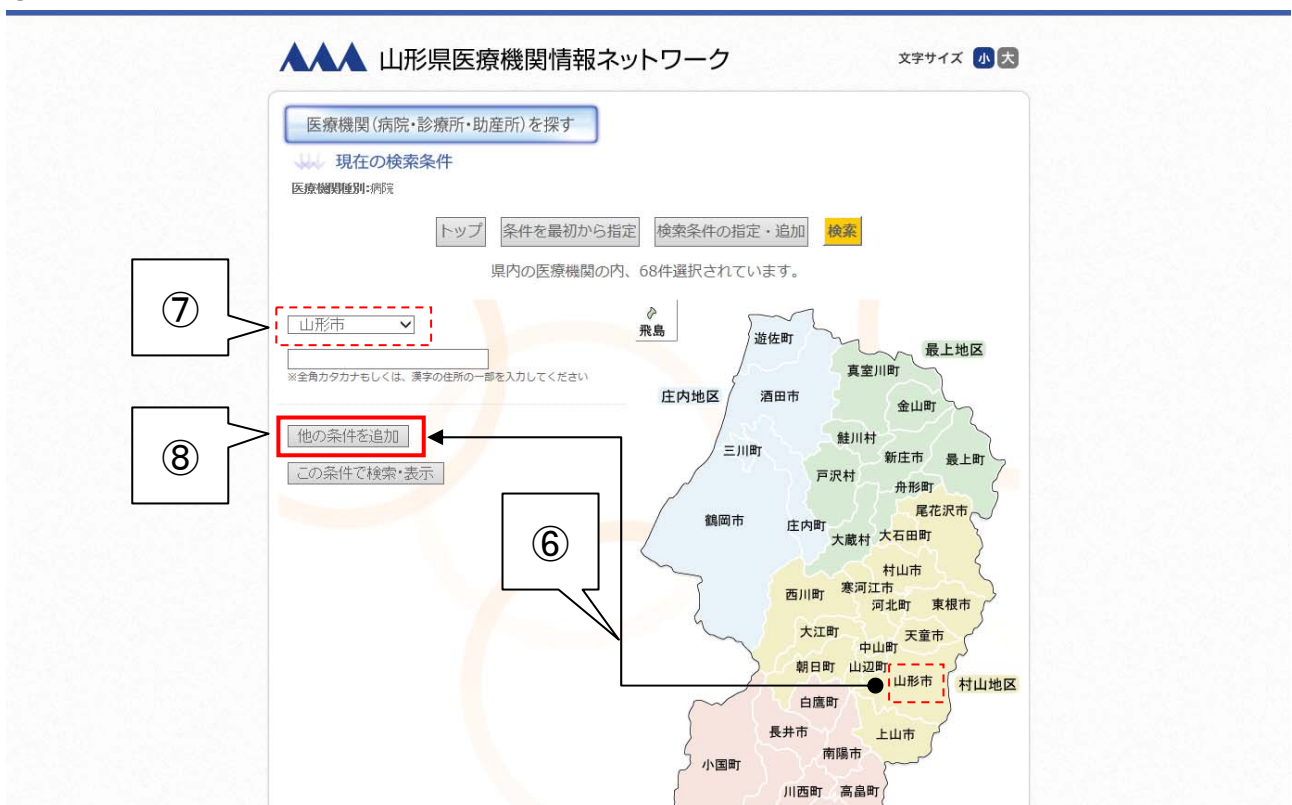 山形県医療機関情報ネットワーク
文字サイズ 小 大
医療機関(病院・診療所・助産所)を探す
現在の検索条件
医療機関種別:病院
トップ 条件を最初から指定 検索条件の指定・追加 検索
県内の医療機関の内、68件選択されています。
⑦
山形市
※全角カタカナもしくは、漢字の住所の一部を入力してください
⑧
他の条件を追加
この条件で検索・表示
⑥
飛島
遊佐町
最上地区
真室川町
庄内地区
酒田市
金山町
鮭川村
三川町
新庄市
最上町
戸沢村
舟形町
尾花沢市
鶴岡市
庄内町
大蔵村
大石田町
村山市
寒河江市
西川町
河北町
東根市
大江町
天童市
中山町
朝日町
山辺町
山形市
村山地区
白鷹町
長井市
上山市
南陽市
小国町
川西町
高畠町